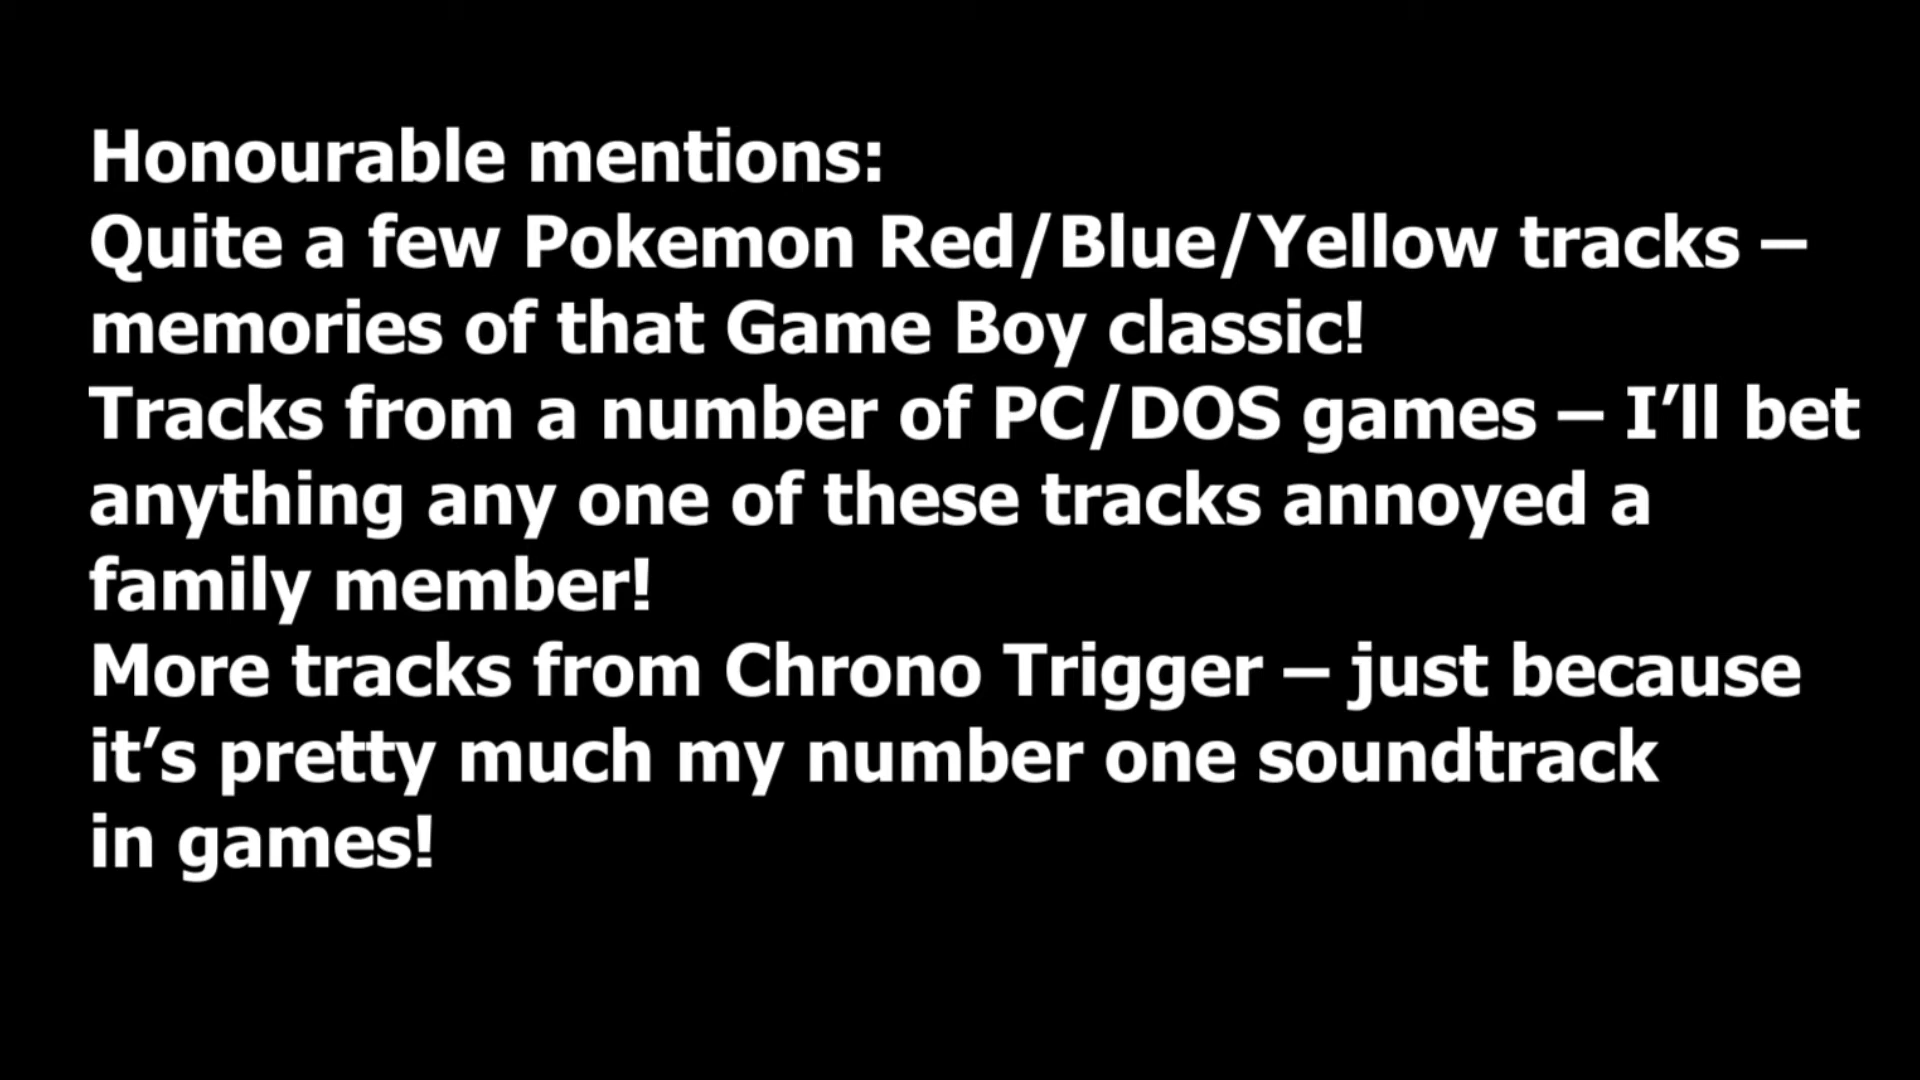 Honourable mentions:
Quite a few Pokemon Red/Blue/Yellow tracks –
memories of that Game Boy classic!
Tracks from a number of PC/DOS games – I’ll bet
anything any one of these tracks annoyed a
family member!
More tracks from Chrono Trigger – just because
it’s pretty much my number one soundtrack
in games!